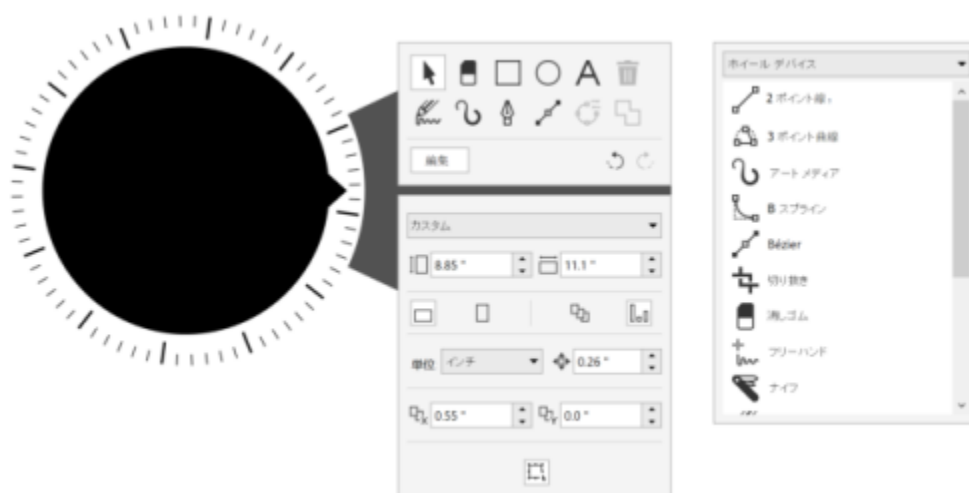 A
編集
カスタム
8.85 "
11.1 "
単位 インチ
0.26 "
X 0.55 "
Y 0.0 "
ホイール デバイス
2 ポイント線
3 ポイント曲線
アート メディア
B スプライン
Bézier
切り抜き
消しゴム
フリーハンド
ナイフ